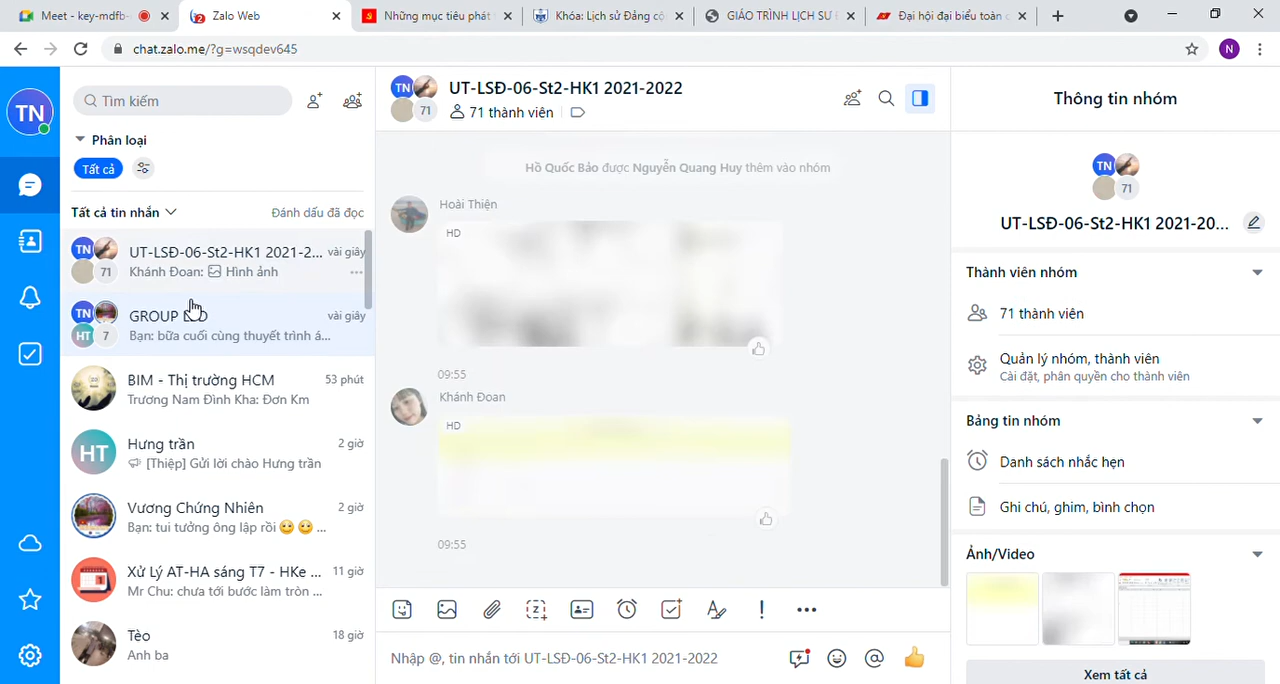 Meet - key-mdfb-
Zalo Web
Những mục tiêu phát
Khóa: Lịch sử Đảng cộ
GIÁO TRÌNH LỊCH SỬ
Đại hội đại biểu toàn
chat.zalo.me/?g=wsqdev645
N
TN
Tìm kiếm
Phân loại
Tất cả
Tất cả tin nhắn
Đánh dấu đã đọc
TN
71
UT-LSĐ-06-St2-HK1 2021-2...
vài giây
Khánh Đoan: Hình ảnh
TN
HT
7
GROUP
vài giây
Bạn: bữa cuối cùng thuyết trình á...
BIM - Thị trường HCM
53 phút
Trương Nam Đình Kha: Đơn Km
HT
Hưng trần
2 giờ
[Thiệp] Gửi lời chào Hưng trần
Vương Chứng Nhiên
2 giờ
Bạn: tui tưởng ông lập rồi 🙂 🙂 ...
Xử Lý AT-HA sáng T7 - HKe ...
11 giờ
Mr Chu: chưa tới bước làm tròn ...
Tèo
18 giờ
Anh ba
TN
71
UT-LSĐ-06-St2-HK1 2021-2022
71 thành viên
Hồ Quốc Bảo được Nguyễn Quang Huy thêm vào nhóm
Hoài Thiện
HD
09:55
Khánh Đoan
HD
09:55
Nhập @, tin nhắn tới UT-LSĐ-06-St2-HK1 2021-2022
Thông tin nhóm
TN
71
UT-LSĐ-06-St2-HK1 2021-20...
Thành viên nhóm
71 thành viên
Quản lý nhóm, thành viên
Cài đặt, phân quyền cho thành viên
Bảng tin nhóm
Danh sách nhắc hẹn
Ghi chú, ghim, bình chọn
Ảnh/Video
Xem tất cả